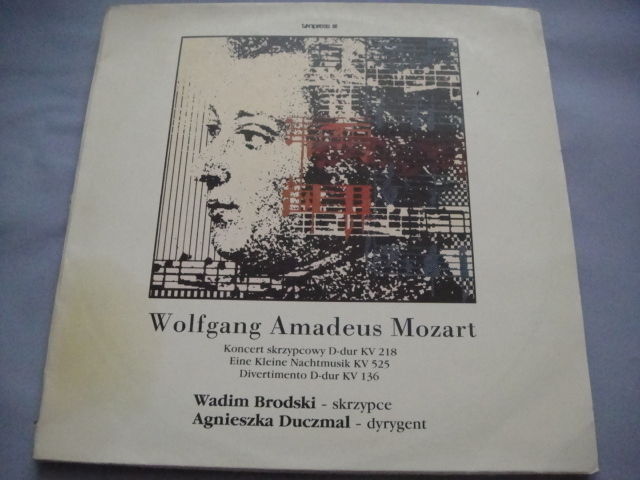 Wolfgang Amadeus Mozart
Koncert skrzypcowy D-dur KV 218
Eine Kleine Nachtmusik KV 525
Divertimento D-dur KV 136
Wadim Brodski - skrzypce
Agnieszka Duczmal - dyrygent